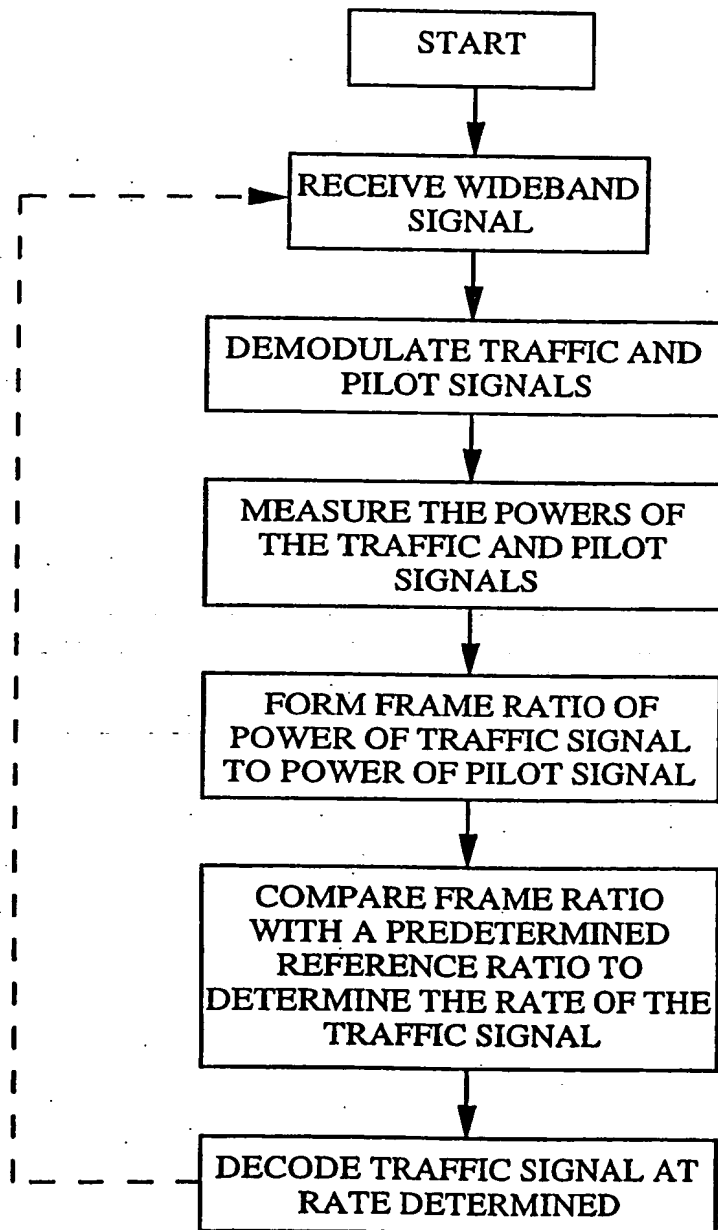 START
RECEIVE WIDEBAND
SIGNAL
DEMODULATE TRAFFIC AND
PILOT SIGNALS
MEASURE THE POWERS OF
THE TRAFFIC AND PILOT
SIGNALS
FORM FRAME RATIO OF
POWER OF TRAFFIC SIGNAL
TO POWER OF PILOT SIGNAL
COMPARE FRAME RATIO
WITH A PREDETERMINED
REFERENCE RATIO TO
DETERMINE THE RATE OF THE
TRAFFIC SIGNAL
DECODE TRAFFIC SIGNAL AT
RATE DETERMINED